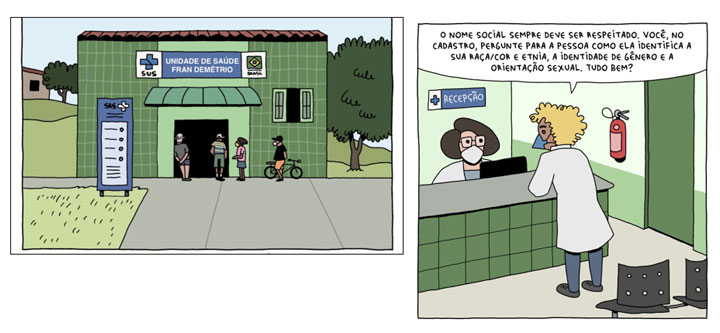 UNIDADE DE SAÚDE
FRAN DEMÉTRIO
SUS
BRASIL
SUS
O NOME SOCIAL SEMPRE DEVE SER RESPEITADO. VOCÊ, NO
CADASTRO, PERGUNTE PARA A PESSOA COMO ELA IDENTIFICA A
SUA RAÇA/COR E ETNIA, A IDENTIDADE DE GÊNERO E A
ORIENTAÇÃO SEXUAL. TUDO BEM?
RECEPÇÃO